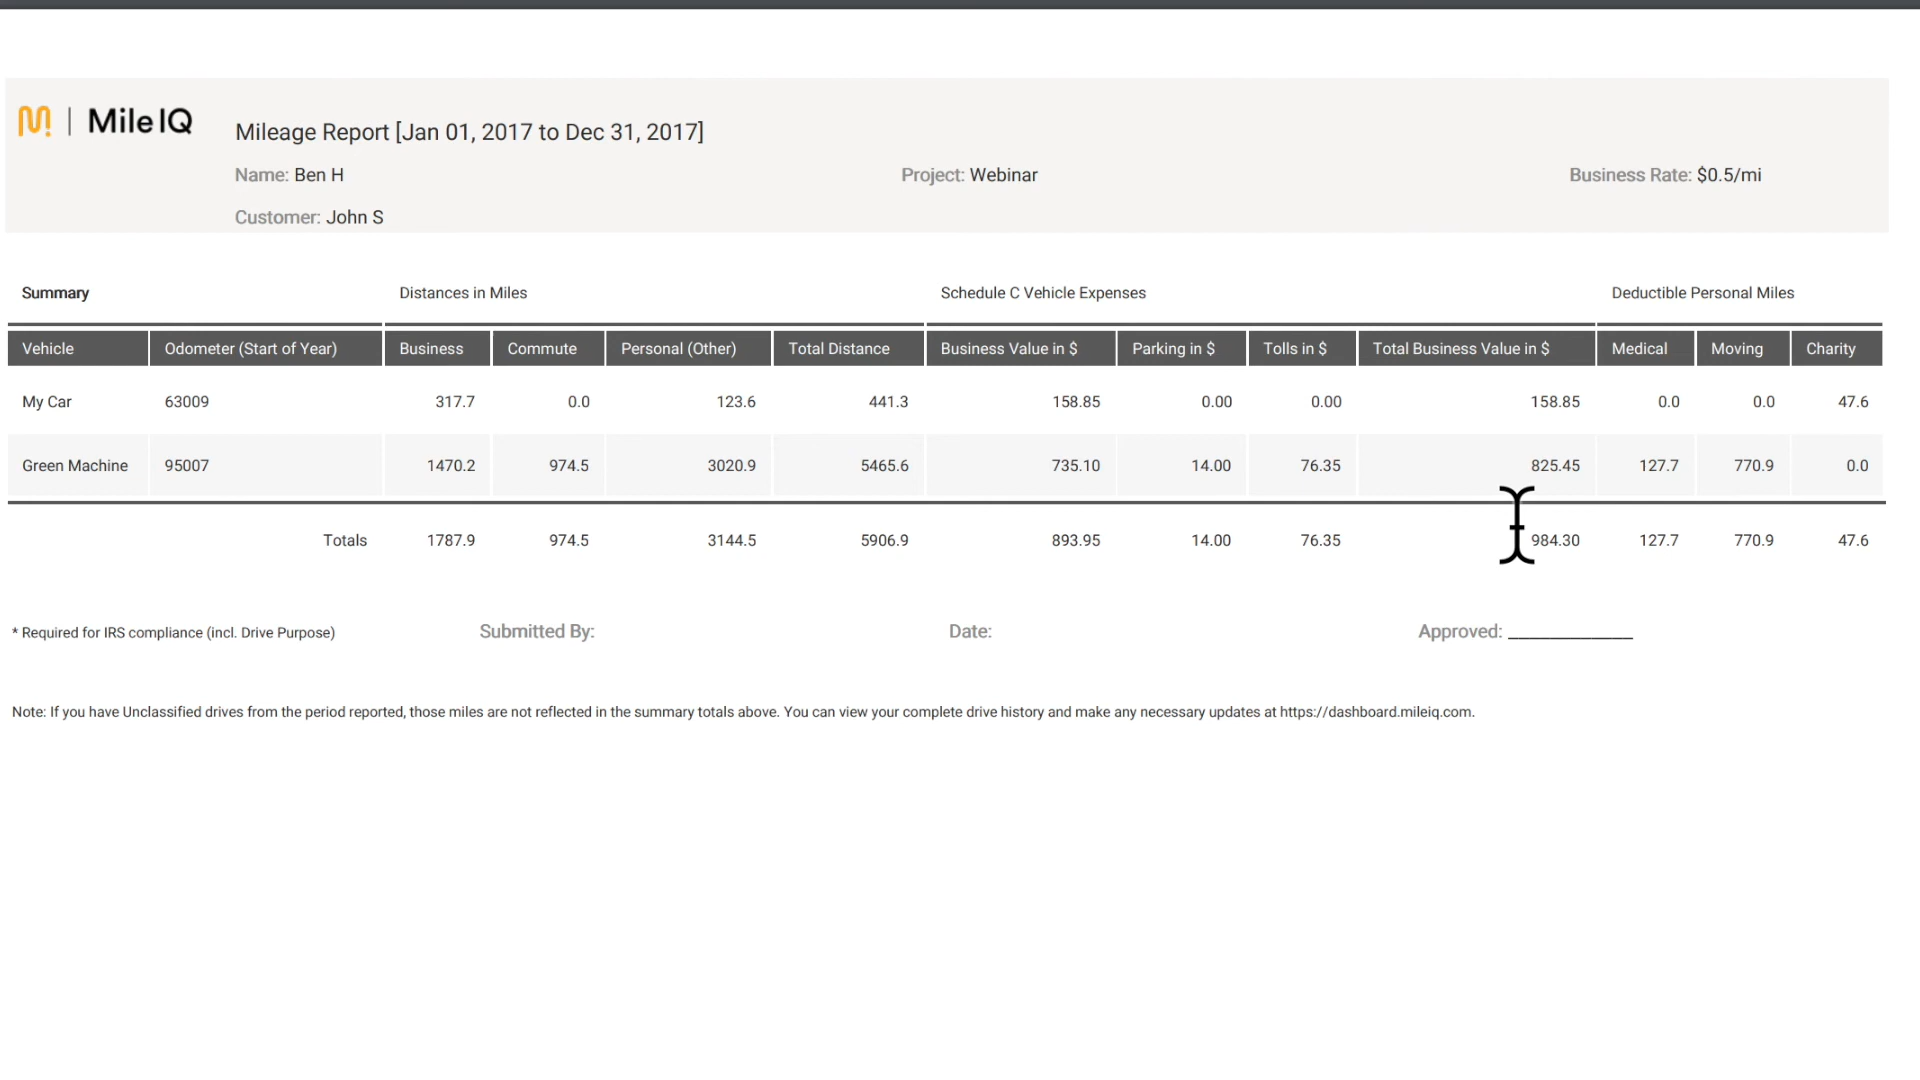 Mile IQ
Mileage Report [Jan 01, 2017 to Dec 31, 2017]
Name: Ben H Project: Webinar Business Rate: $0.5/mi
Customer: John S
Summary Distances in Miles Schedule C Vehicle Expenses Deductible Personal Miles
Vehicle Odometer (Start of Year) Business Commute Personal (Other) Total Distance Business Value in $ Parking in $ Tolls in $ Total Business Value in $ Medical Moving Charity
My Car 63009 317.7 0.0 123.6 441.3 158.85 0.00 0.00 158.85 0.0 0.0 47.6
Green Machine 95007 1470.2 974.5 3020.9 5465.6 735.10 14.00 76.35 825.45 127.7 770.9 0.0
Totals 1787.9 974.5 3144.5 5906.9 893.95 14.00 76.35 984.30 127.7 770.9 47.6
* Required for IRS compliance (incl. Drive Purpose) Submitted By: Date: Approved: ______________
Note: If you have Unclassified drives from the period reported, those miles are not reflected in the summary totals above. You can view your complete drive history and make any necessary updates at https://dashboard.mileiq.com.